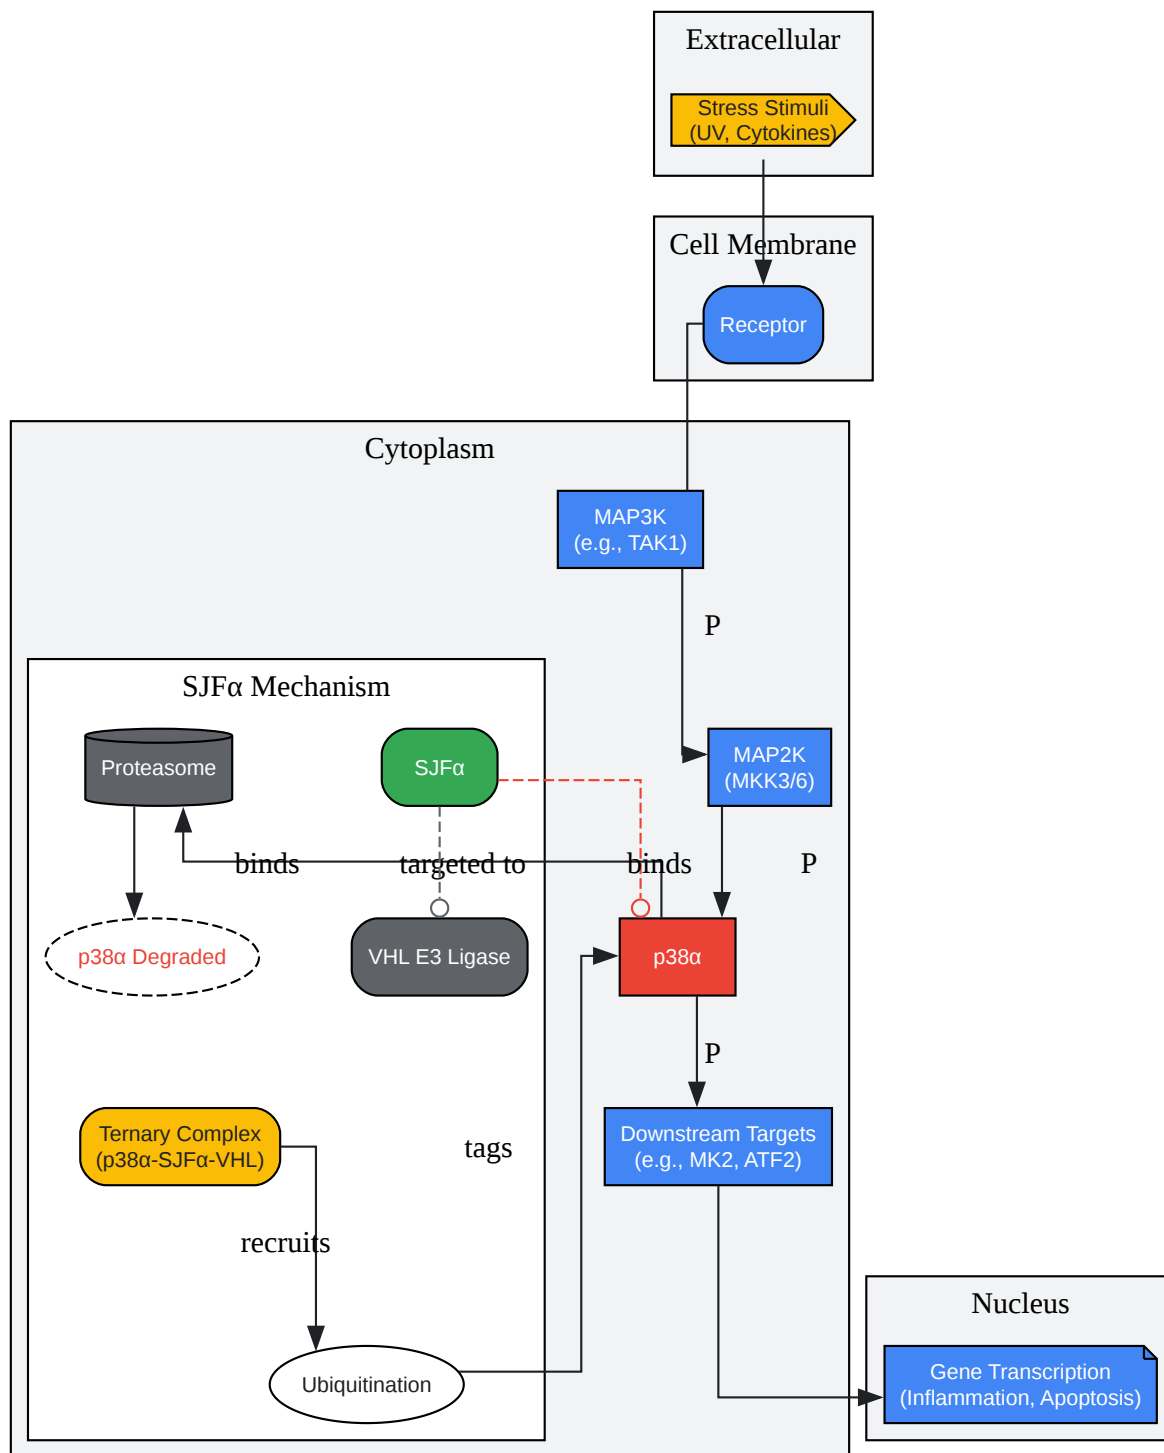 Extracellular
Stress Stimuli
(UV, Cytokines)
Cell Membrane
Receptor
Cytoplasm
MAP3K
(e.g., TAK1)
P
SJFα Mechanism
Proteasome
SJFα
MAP2K
(MKK3/6)
binds
targeted to
binds
P
p38α Degraded
VHL E3 Ligase
p38α
P
Ternary Complex
(p38α-SJFα-VHL)
tags
Downstream Targets
(e.g., MK2, ATF2)
recruits
Nucleus
Ubiquitination
Gene Transcription
(Inflammation, Apoptosis)